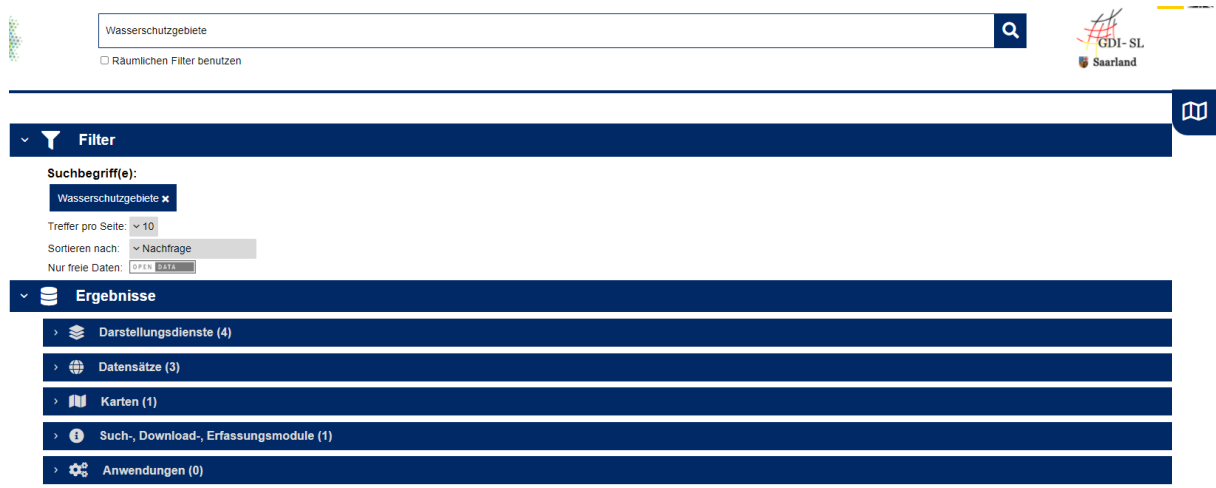 Wasserschutzgebiete
Räumlichen Filter benutzen
GDI-SL
Saarland
Filter
Suchbegriff(e):
Wasserschutzgebiete ×
Treffer pro Seite: 10
Sortieren nach: Nachfrage
Nur freie Daten: OPEN DATA
Ergebnisse
Darstellungsdienste (4)
Datensätze (3)
Karten (1)
Such-, Download-, Erfassungsmodule (1)
Anwendungen (0)